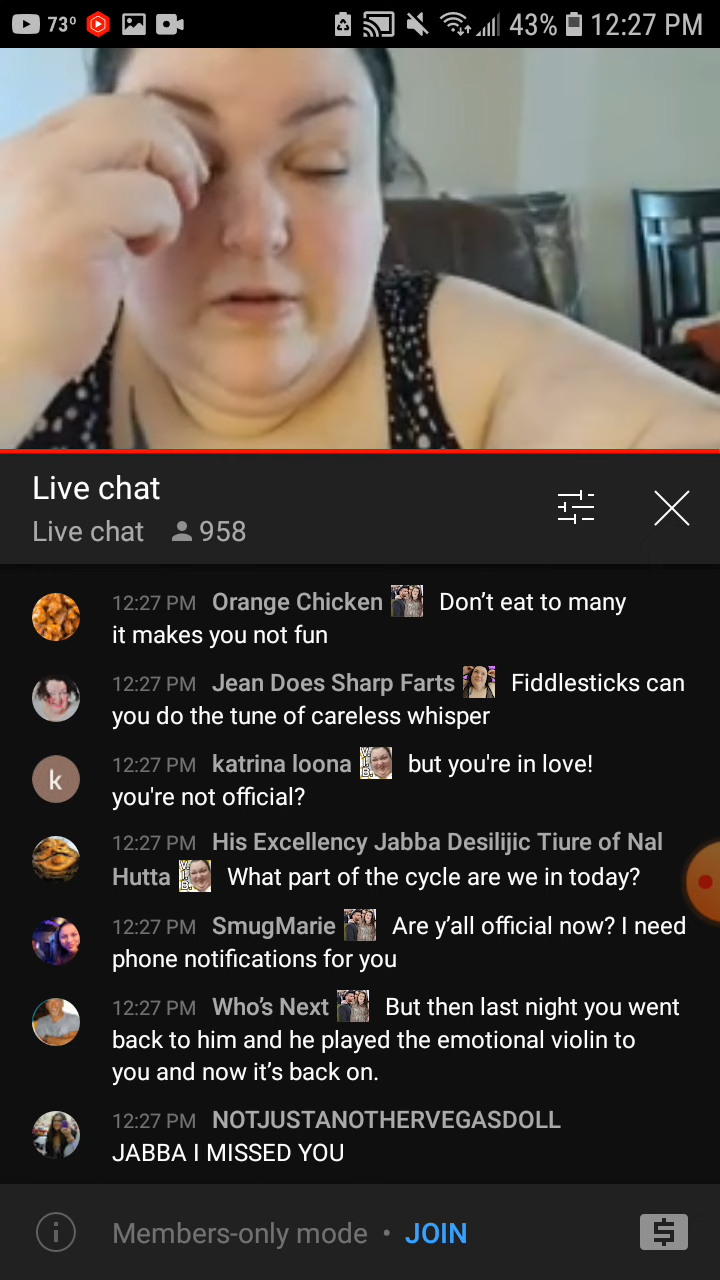 73° 43% 12:27 PM
Live chat
Live chat 958
12:27 PM Orange Chicken Don't eat to many
it makes you not fun
12:27 PM Jean Does Sharp Farts Fiddlesticks can
you do the tune of careless whisper
k 12:27 PM katrina loona but you're in love!
you're not official?
12:27 PM His Excellency Jabba Desilijic Tiure of Nal
Hutta What part of the cycle are we in today?
12:27 PM SmugMarie Are y'all official now? I need
phone notifications for you
12:27 PM Who's Next But then last night you went
back to him and he played the emotional violin to
you and now it's back on.
12:27 PM NOTJUSTANOTHERVEGASDOLL
JABBA I MISSED YOU
Members-only mode • JOIN $